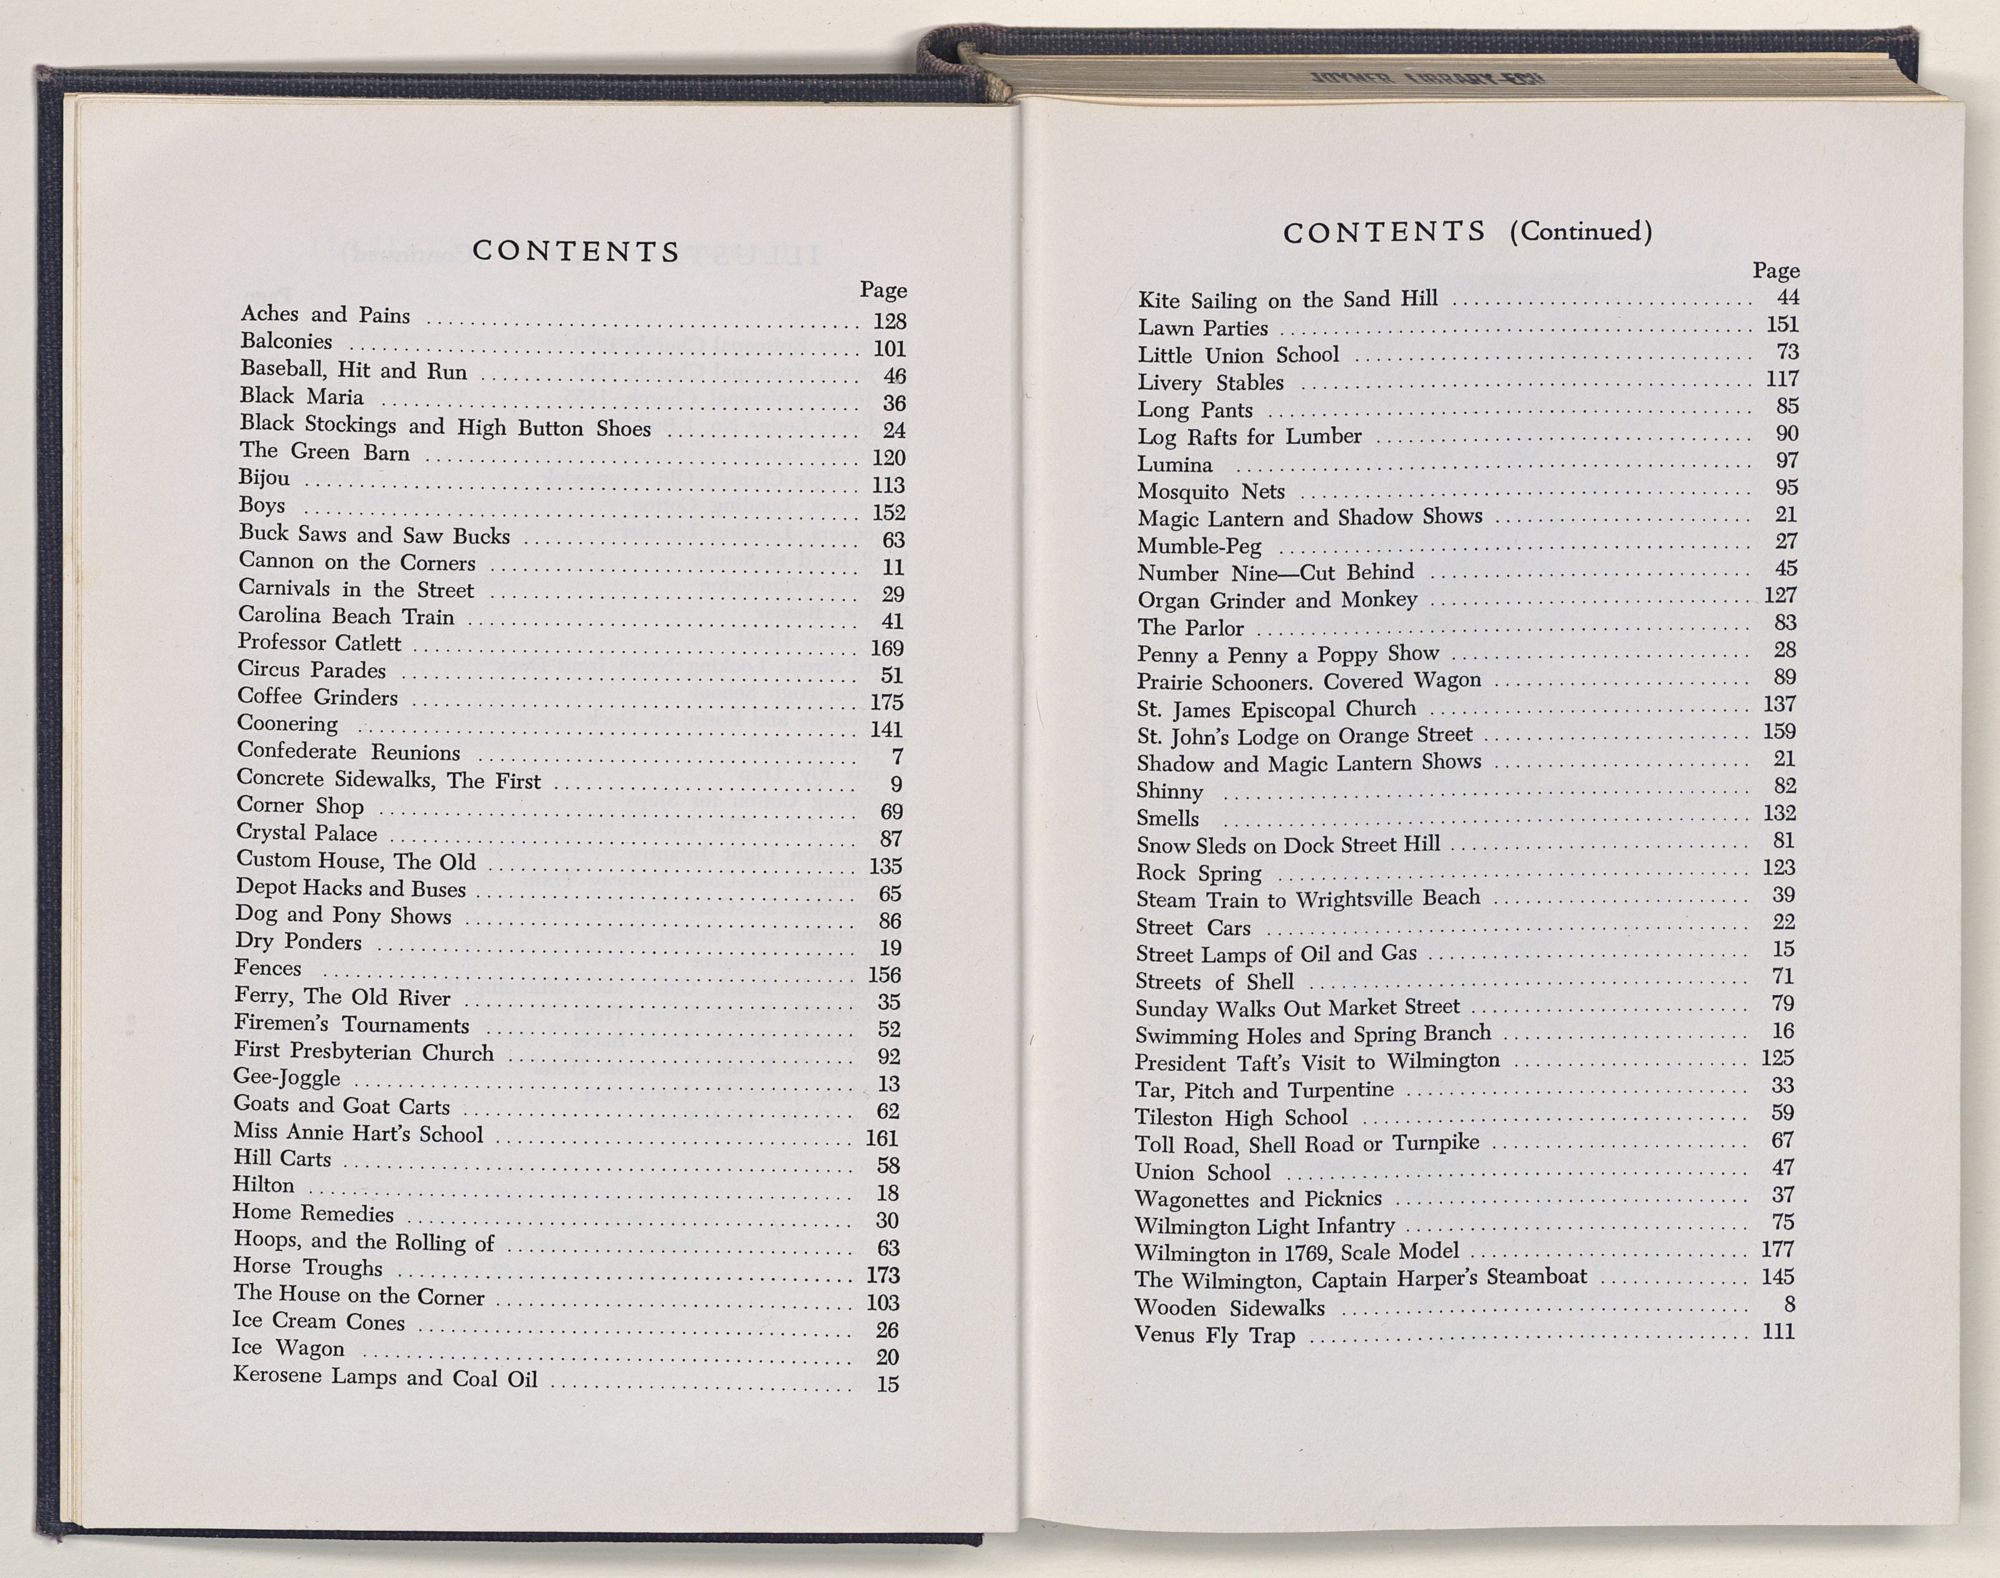 JOYNER LIBRARY-ECU
CONTENTS
Page
Aches and Pains 128
Balconies 101
Baseball, Hit and Run 46
Black Maria 36
Black Stockings and High Button Shoes 24
The Green Barn 120
Bijou 113
Boys 152
Buck Saws and Saw Bucks 63
Cannon on the Corners 11
Carnivals in the Street 29
Carolina Beach Train 41
Professor Catlett 169
Circus Parades 51
Coffee Grinders 175
Coonering 141
Confederate Reunions 7
Concrete Sidewalks, The First 9
Corner Shop 69
Crystal Palace 87
Custom House, The Old 135
Depot Hacks and Buses 65
Dog and Pony Shows 86
Dry Ponders 19
Fences 156
Ferry, The Old River 35
Firemen's Tournaments 52
First Presbyterian Church 92
Gee-Joggle 13
Goats and Goat Carts 62
Miss Annie Hart's School 161
Hill Carts 58
Hilton 18
Home Remedies 30
Hoops, and the Rolling of 63
Horse Troughs 173
The House on the Corner 103
Ice Cream Cones 26
Ice Wagon 20
Kerosene Lamps and Coal Oil 15
CONTENTS (Continued)
Page
Kite Sailing on the Sand Hill 44
Lawn Parties 151
Little Union School 73
Livery Stables 117
Long Pants 85
Log Rafts for Lumber 90
Lumina 97
Mosquito Nets 95
Magic Lantern and Shadow Shows 21
Mumble-Peg 27
Number Nine—Cut Behind 45
Organ Grinder and Monkey 127
The Parlor 83
Penny a Penny a Poppy Show 28
Prairie Schooners. Covered Wagon 89
St. James Episcopal Church 137
St. John's Lodge on Orange Street 159
Shadow and Magic Lantern Shows 21
Shinny 82
Smells 132
Snow Sleds on Dock Street Hill 81
Rock Spring 123
Steam Train to Wrightsville Beach 39
Street Cars 22
Street Lamps of Oil and Gas 15
Streets of Shell 71
Sunday Walks Out Market Street 79
Swimming Holes and Spring Branch 16
President Taft's Visit to Wilmington 125
Tar, Pitch and Turpentine 33
Tileston High School 59
Toll Road, Shell Road or Turnpike 67
Union School 47
Wagonettes and Picknics 37
Wilmington Light Infantry 75
Wilmington in 1769, Scale Model 177
The Wilmington, Captain Harper's Steamboat 145
Wooden Sidewalks 8
Venus Fly Trap 111